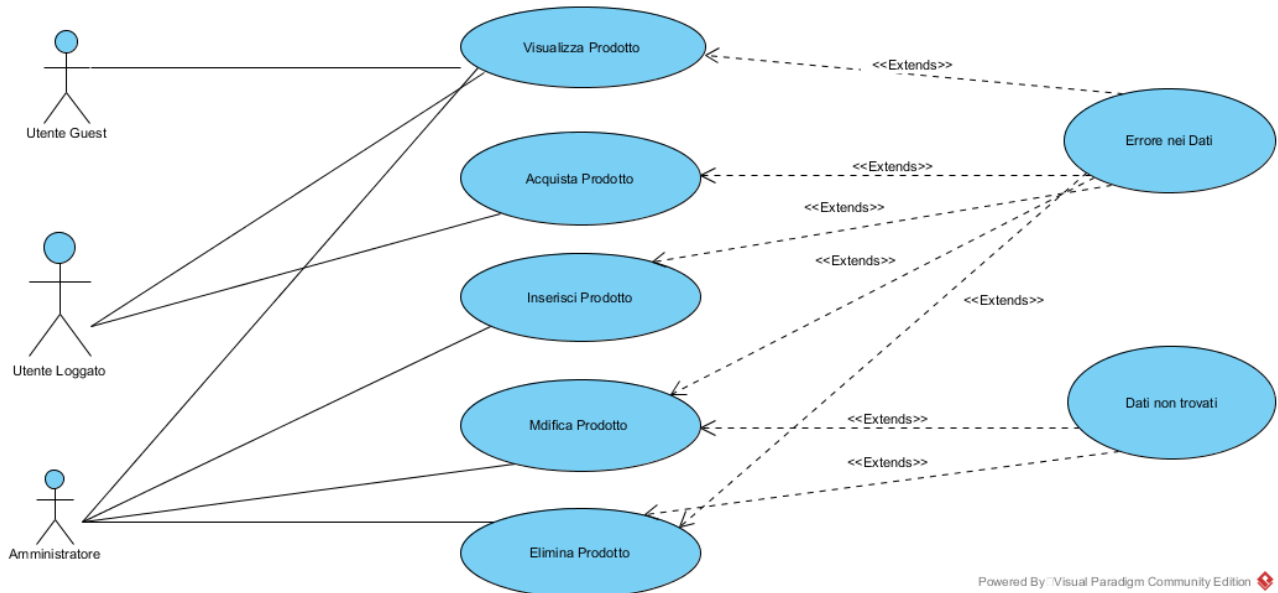 Visualizza Prodotto
<<Extends>>
Utente Guest
Errore nei Dati
Acquista Prodotto
<<Extends>>
<<Extends>>
<<Extends>>
Inserisci Prodotto
<<Extends>>
Utente Loggato
Dati non trovati
Mdifica Prodotto
<<Extends>>
<<Extends>>
Amministratore
Elimina Prodotto
Powered By Visual Paradigm Community Edition